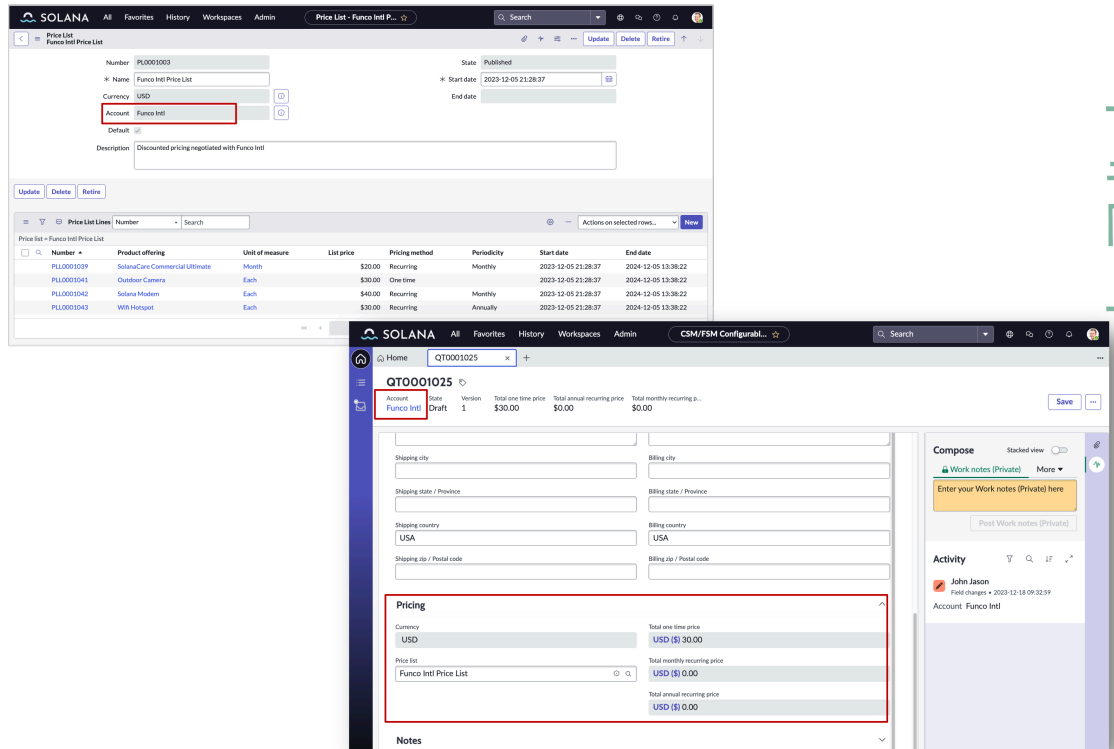 SOLANA All Favorites History Workspaces Admin Price List - Funco Intl P... Search
Price List
Funco Intl Price List
Update Delete Retire
Number PL0001003 State Published
Name Funco Intl Price List Start date 2023-12-05 21:28:37
Currency USD End date
Account Funco Intl
Default
Description Discounted pricing negotiated with Funco Intl
Update Delete Retire
Price List Lines Number Search Actions on selected rows... New
Price list = Funco Intl Price List
Number Product offering Unit of measure List price Pricing method Periodicity Start date End date
PLL0001039 SolanaCare Commercial Ultimate Month $20.00 Recurring Monthly 2023-12-05 21:28:37 2024-12-05 13:38:22
PLL0001041 Outdoor Camera Each $30.00 One time 2023-12-05 21:28:37 2024-12-05 13:38:22
PLL0001042 Solana Modem Each $40.00 Recurring Monthly 2023-12-05 21:28:37 2024-12-05 13:38:22
PLL0001043 Wifi Hotspot Each $30.00 Recurring Annually 2023-12-05 21:28:37 2024-12-05 13:38:22
SOLANA All Favorites History Workspaces Admin CSM/FSM Configurabl... Search
Home QT0001025
QT0001025
Account State Version Total one time price Total annual recurring price Total monthly recurring p...
Funco Intl Draft 1 $30.00 $0.00 $0.00
Save
Shipping city Billing city
Shipping state / Province Billing state / Province
Shipping country Billing country
USA USA
Shipping zip / Postal code Billing zip / Postal code
Pricing
Currency Total one time price
USD USD ($) 30.00
Price list Total monthly recurring price
Funco Intl Price List USD ($) 0.00
Total annual recurring price
USD ($) 0.00
Notes
Compose Stacked view
Work notes (Private) More
Enter your Work notes (Private) here
Post Work notes (Private)
Activity
John Jason
Field changes • 2023-12-18 09:32:59
Account Funco Intl